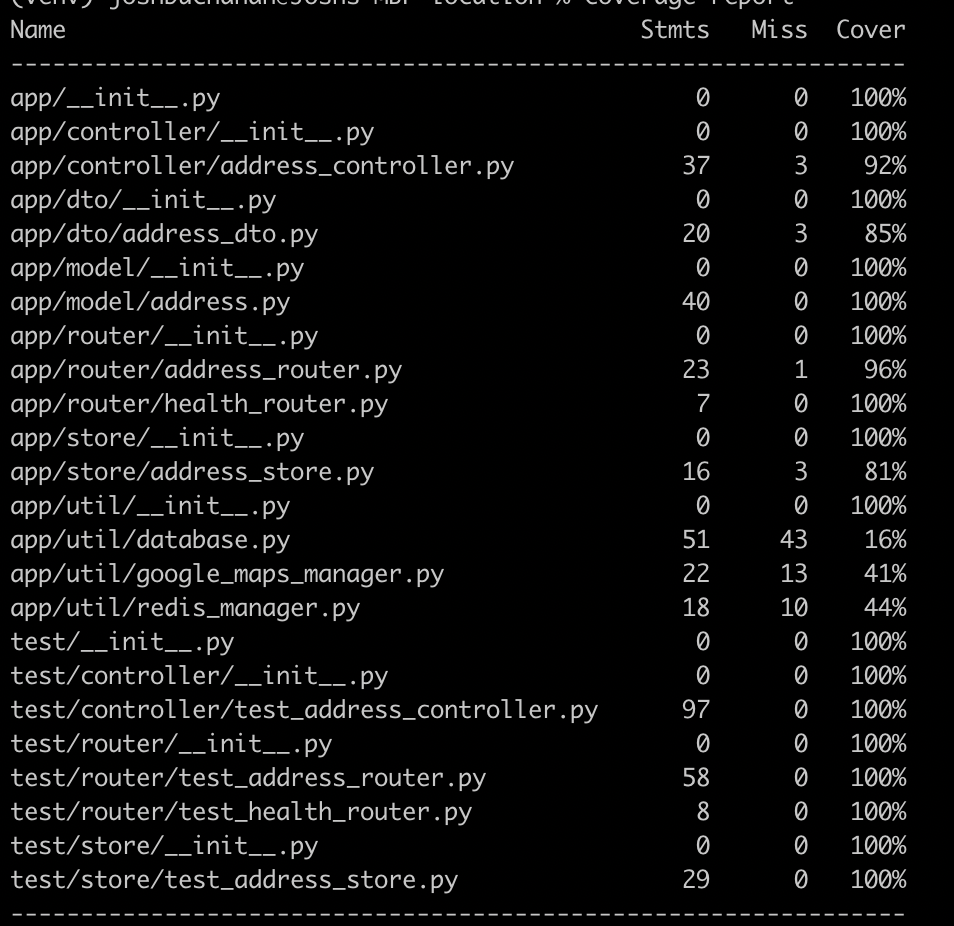 Name Stmts Miss Cover
-----------------------------------------------------------------
app/__init__.py 0 0 100%
app/controller/__init__.py 0 0 100%
app/controller/address_controller.py 37 3 92%
app/dto/__init__.py 0 0 100%
app/dto/address_dto.py 20 3 85%
app/model/__init__.py 0 0 100%
app/model/address.py 40 0 100%
app/router/__init__.py 0 0 100%
app/router/address_router.py 23 1 96%
app/router/health_router.py 7 0 100%
app/store/__init__.py 0 0 100%
app/store/address_store.py 16 3 81%
app/util/__init__.py 0 0 100%
app/util/database.py 51 43 16%
app/util/google_maps_manager.py 22 13 41%
app/util/redis_manager.py 18 10 44%
test/__init__.py 0 0 100%
test/controller/__init__.py 0 0 100%
test/controller/test_address_controller.py 97 0 100%
test/router/__init__.py 0 0 100%
test/router/test_address_router.py 58 0 100%
test/router/test_health_router.py 8 0 100%
test/store/__init__.py 0 0 100%
test/store/test_address_store.py 29 0 100%
-----------------------------------------------------------------